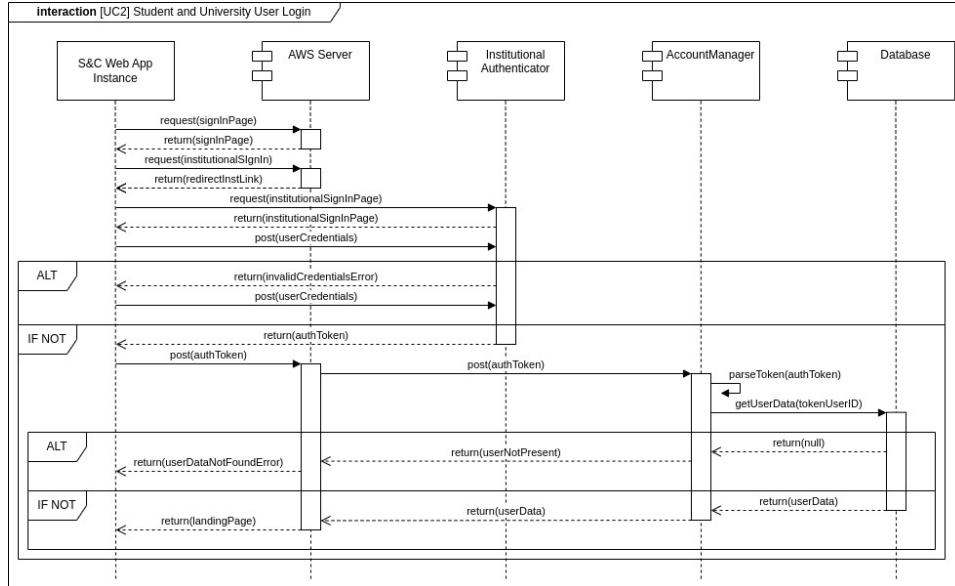 interaction [UC2] Student and University User Login
S&C Web App
Instance
AWS Server
Institutional
Authenticator
AccountManager
Database
request(signInPage)
return(signInPage)
request(institutionalSIgnIn)
return(redirectInstLink)
request(institutionalSignInPage)
return(institutionalSignInPage)
post(userCredentials)
ALT
return(invalidCredentialsError)
post(userCredentials)
IF NOT
return(authToken)
post(authToken)
post(authToken)
parseToken(authToken)
getUserData(tokenUserID)
ALT
return(null)
return(userNotPresent)
return(userDataNotFoundError)
IF NOT
return(userData)
return(userData)
return(landingPage)